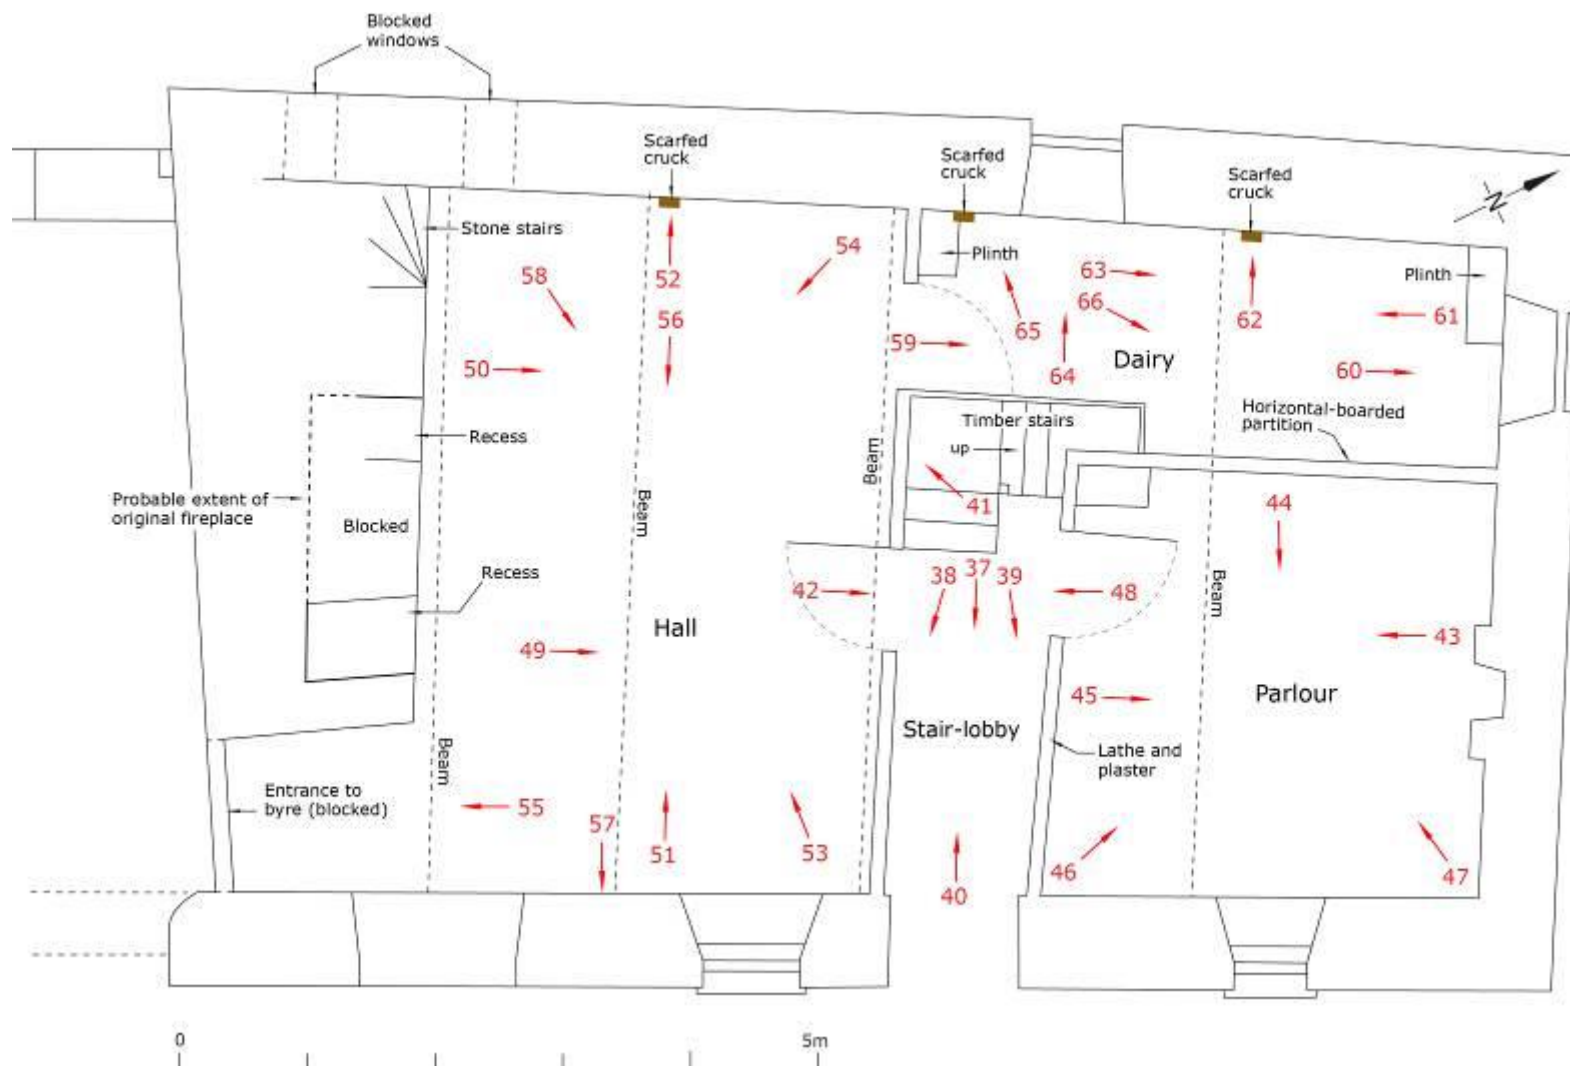 Blocked
windows
Scarfed
cruck
Scarfed
cruck
Scarfed
cruck
N
Stone stairs
58
52
54
56
Plinth
63
66
65
62
Plinth
61
50
59
64
Dairy
60
Recess
Timber stairs
up
Horizontal-boarded
partition
Beam
Probable extent of
original fireplace
Blocked
Beam
41
44
Recess
42
38
37
39
48
Beam
Hall
49
43
45
Parlour
Stair-lobby
Beam
Lathe and
plaster
Entrance to
byre (blocked)
55
57
51
53
40
46
47
0
5m